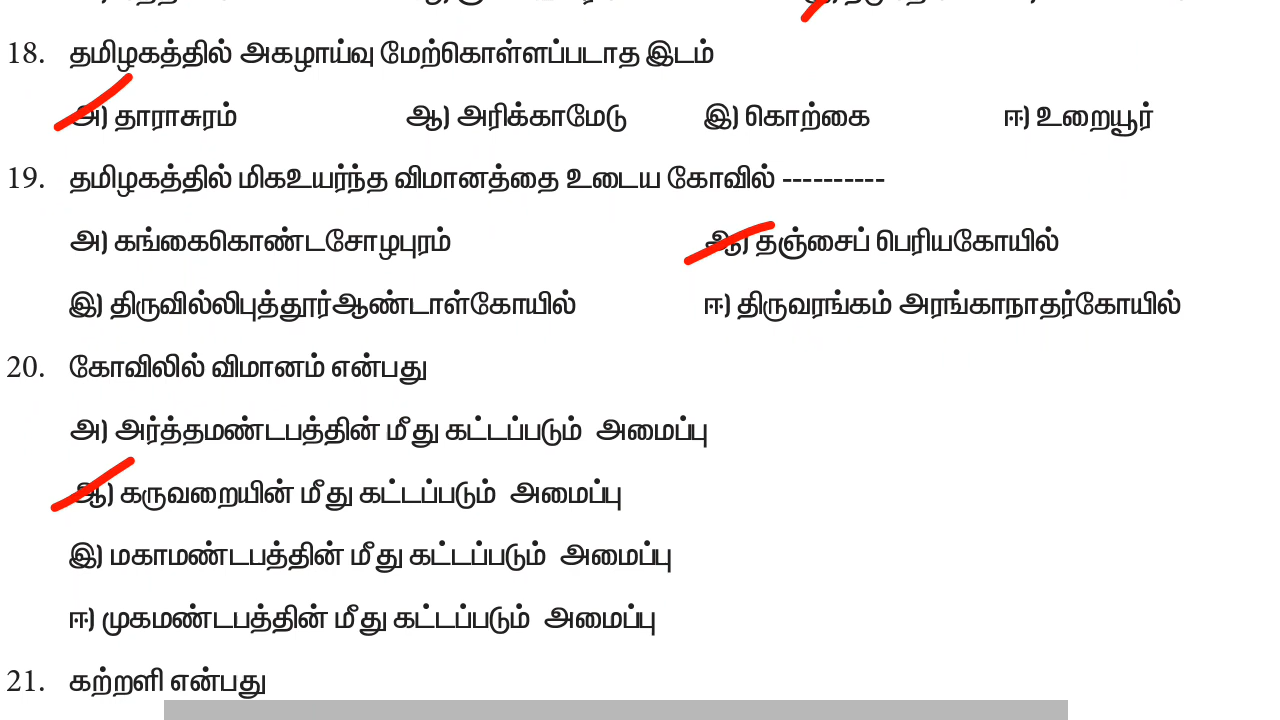 18. தமிழகத்தில் அகழாய்வு மேற்கொள்ளப்படாத இடம்
அ) தாராசுரம் ஆ) அரிக்காமேடு இ) கொற்கை ஈ) உறையூர்
19. தமிழகத்தில் மிகஉயர்ந்த விமானத்தை உடைய கோவில் ----------
அ) கங்கைகொண்டசோழபுரம் ஆ) தஞ்சைப் பெரியகோயில்
இ) திருவில்லிபுத்தூர்ஆண்டாள்கோயில் ஈ) திருவரங்கம் அரங்காநாதர்கோயில்
20. கோவிலில் விமானம் என்பது
அ) அர்த்தமண்டபத்தின் மீது கட்டப்படும் அமைப்பு
ஆ) கருவறையின் மீது கட்டப்படும் அமைப்பு
இ) மகாமண்டபத்தின் மீது கட்டப்படும் அமைப்பு
ஈ) முகமண்டபத்தின் மீது கட்டப்படும் அமைப்பு
21. கற்றளி என்பது